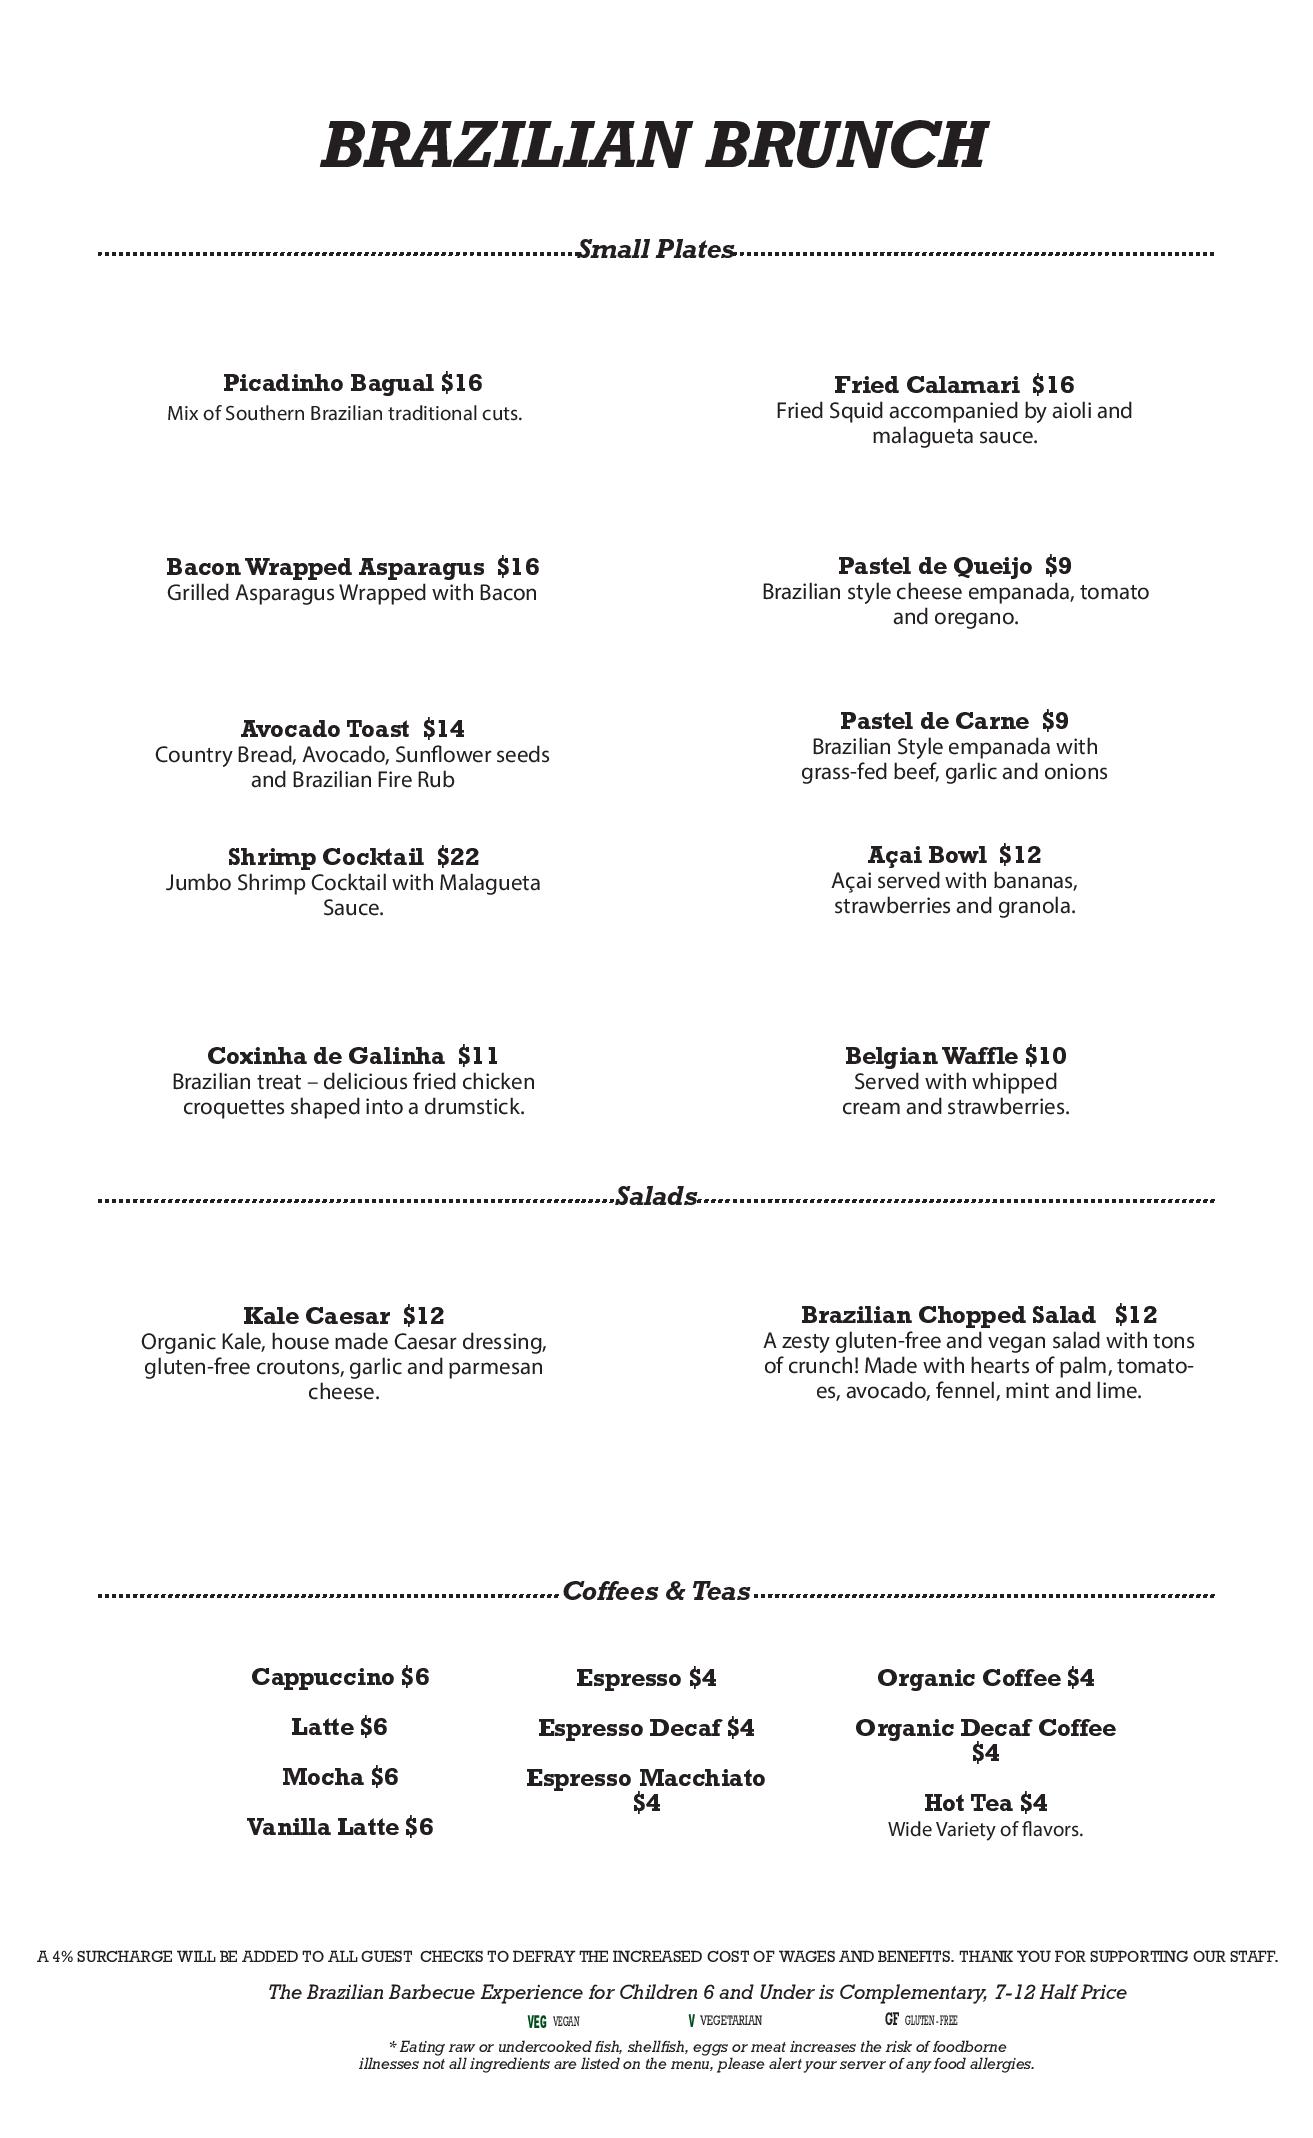 BRAZILIAN BRUNCH
Small Plates
Picadinho Bagual $16
Mix of Southern Brazilian traditional cuts.
Fried Calamari $16
Fried Squid accompanied by aioli and
malagueta sauce.
Bacon Wrapped Asparagus $16
Grilled Asparagus Wrapped with Bacon
Pastel de Queijo $9
Brazilian style cheese empanada, tomato
and oregano.
Avocado Toast $14
Country Bread, Avocado, Sunflower seeds
and Brazilian Fire Rub
Pastel de Carne $9
Brazilian Style empanada with
grass-fed beef, garlic and onions
Shrimp Cocktail $22
Jumbo Shrimp Cocktail with Malagueta
Sauce.
Açai Bowl $12
Açai served with bananas,
strawberries and granola.
Coxinha de Galinha $11
Brazilian treat – delicious fried chicken
croquettes shaped into a drumstick.
Belgian Waffle $10
Served with whipped
cream and strawberries.
Salads
Kale Caesar $12
Organic Kale, house made Caesar dressing,
gluten-free croutons, garlic and parmesan
cheese.
Brazilian Chopped Salad $12
A zesty gluten-free and vegan salad with tons
of crunch! Made with hearts of palm, tomato-
es, avocado, fennel, mint and lime.
Coffees & Teas
Cappuccino $6
Latte $6
Mocha $6
Vanilla Latte $6
Espresso $4
Espresso Decaf $4
Espresso Macchiato
$4
Organic Coffee $4
Organic Decaf Coffee
$4
Hot Tea $4
Wide Variety of flavors.
A 4% SURCHARGE WILL BE ADDED TO ALL GUEST CHECKS TO DEFRAY THE INCREASED COST OF WAGES AND BENEFITS. THANK YOU FOR SUPPORTING OUR STAFF.
The Brazilian Barbecue Experience for Children 6 and Under is Complementary, 7-12 Half Price
VEG VEGAN V VEGETARIAN GF GLUTEN-FREE
* Eating raw or undercooked fish, shellfish, eggs or meat increases the risk of foodborne
illnesses not all ingredients are listed on the menu, please alert your server of any food allergies.